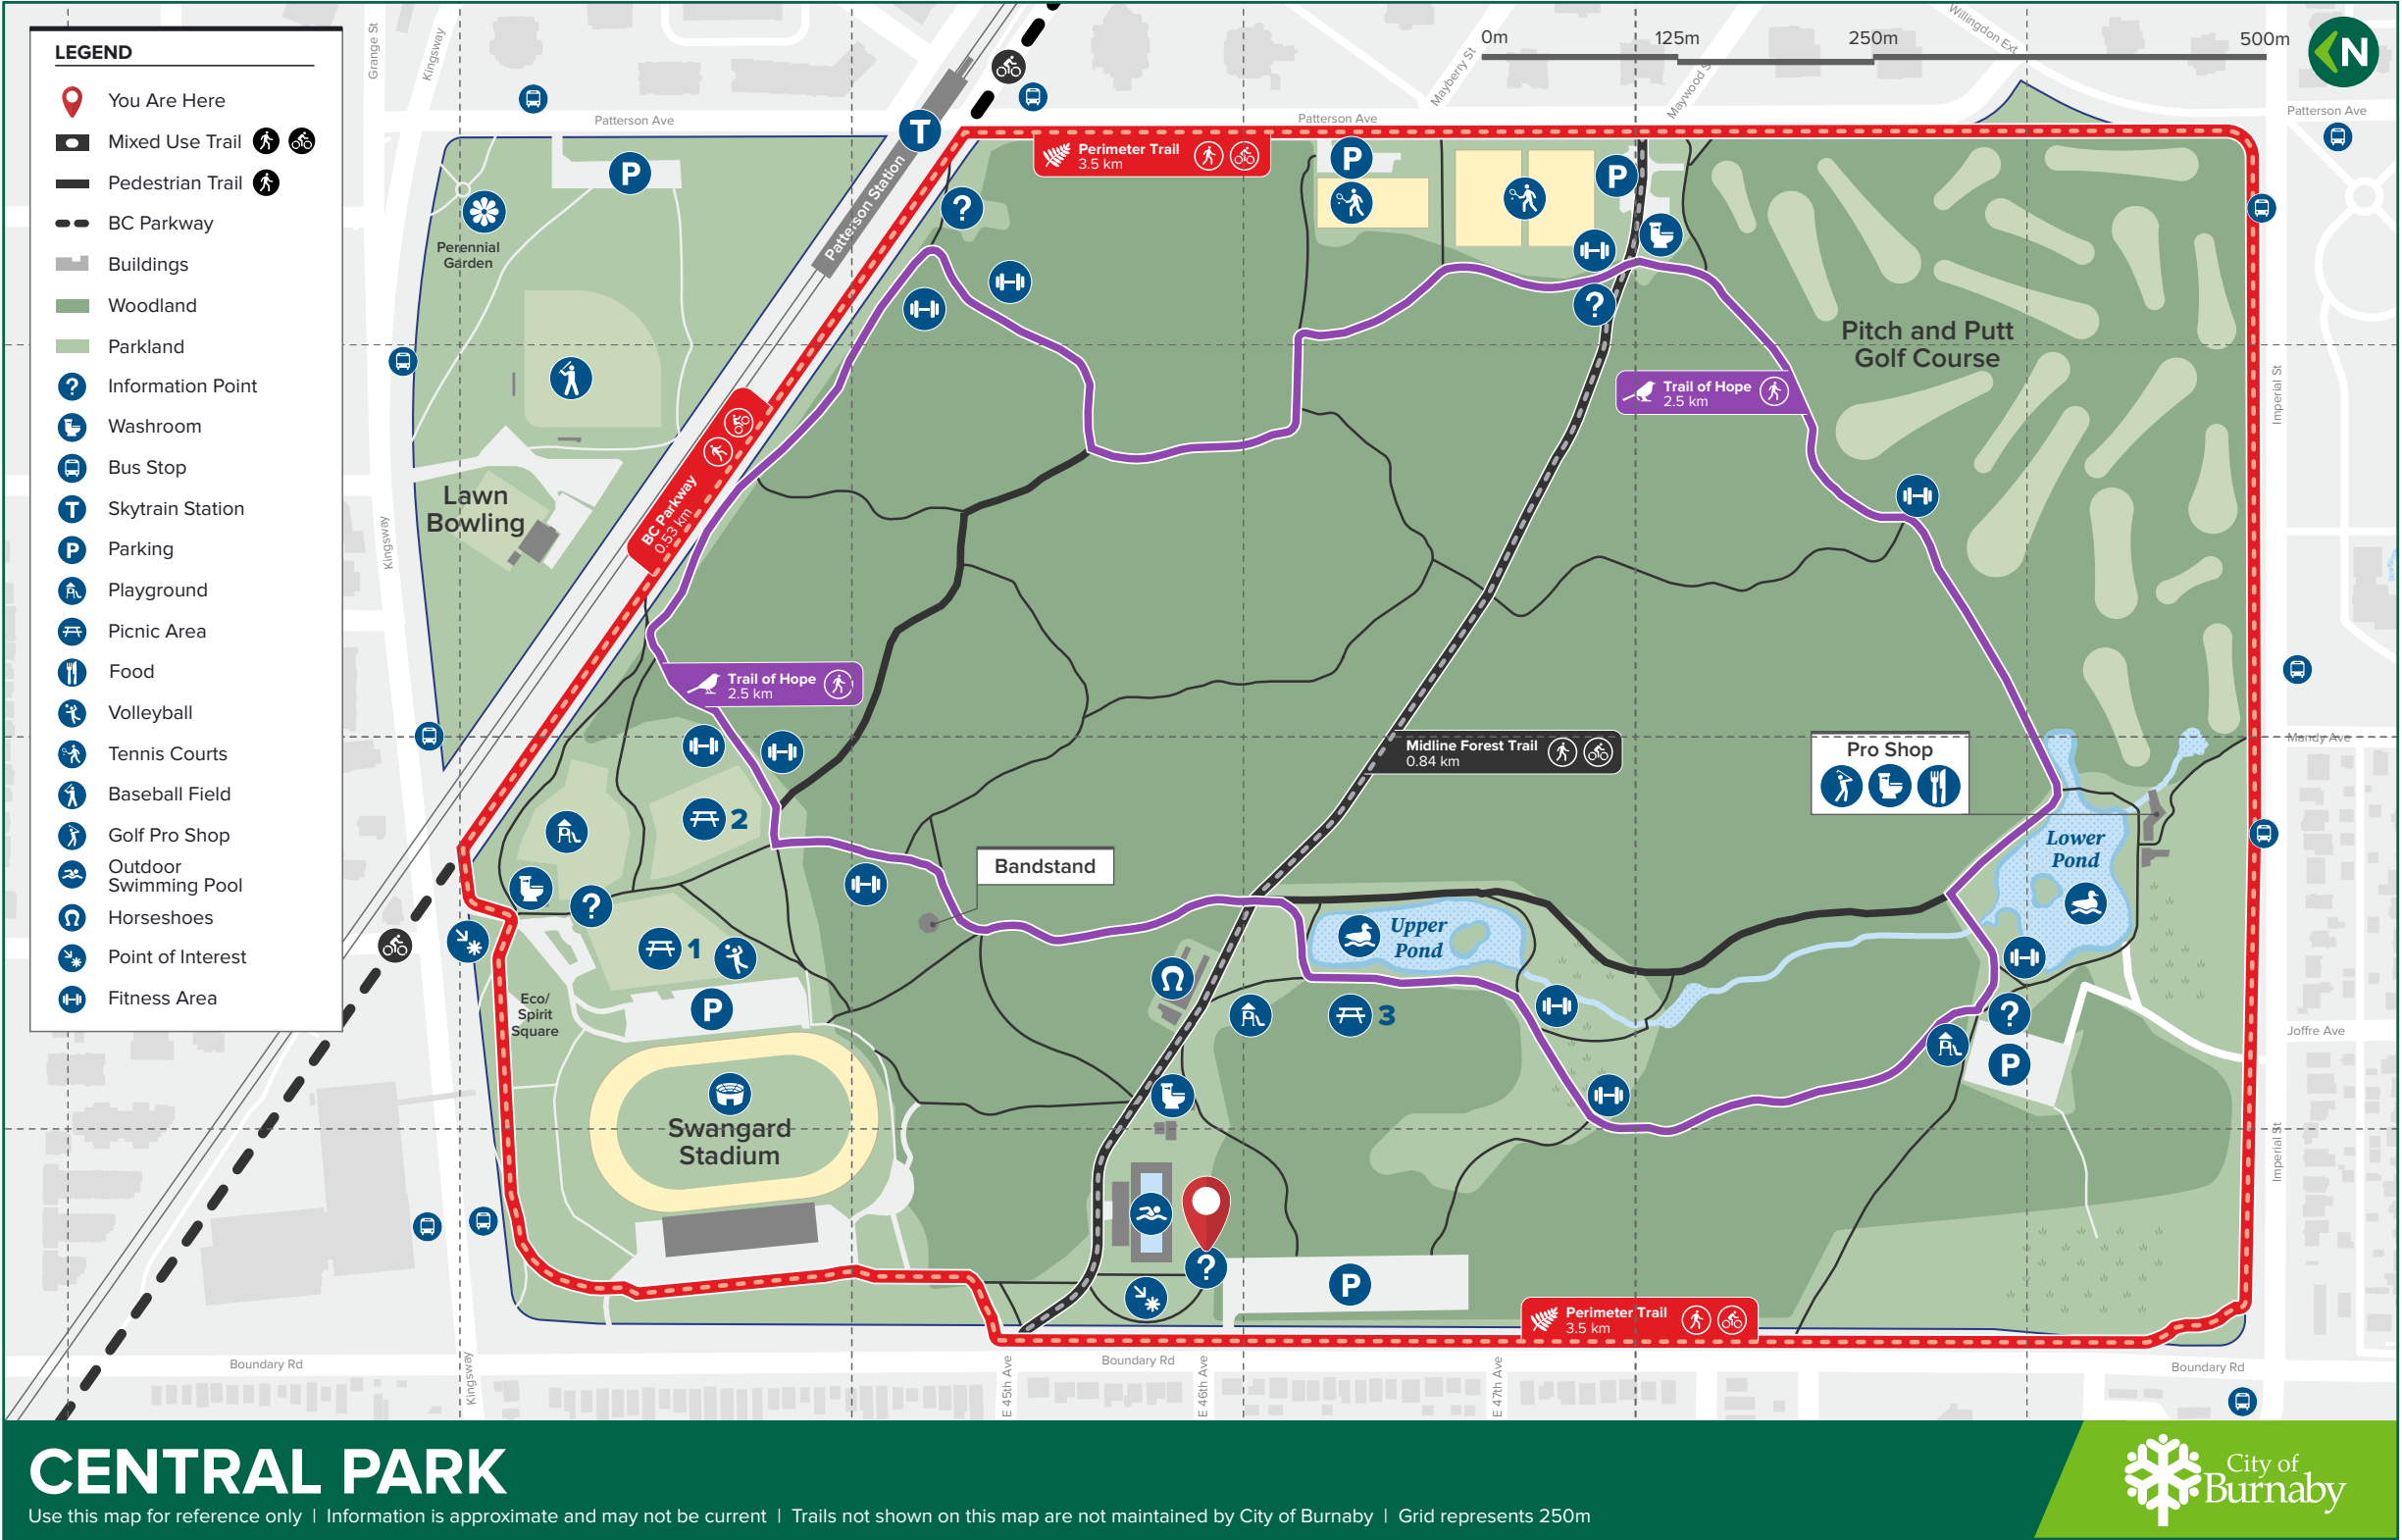 LEGEND
You Are Here
Mixed Use Trail
Pedestrian Trail
BC Parkway
Buildings
Woodland
Parkland
? Information Point
Washroom
Bus Stop
T Skytrain Station
P Parking
Playground
Picnic Area
Food
Volleyball
Tennis Courts
Baseball Field
Golf Pro Shop
Outdoor
Swimming Pool
Horseshoes
Point of Interest
Fitness Area
Grange St
Kingsway
Patterson Ave
T
Patterson Station
Perimeter Trail
3.5 km
Patterson Ave
Mayberry St
Maywood S
Willingdon Ext
0m
125m
250m
500m
N
Patterson Ave
P
Perennial
Garden
?
P
P
?
Pitch and Putt
Golf Course
Trail of Hope
2.5 km
Imperial St
BC Parkway
0.53 km
Lawn
Bowling
Kingsway
Trail of Hope
2.5 km
Midline Forest Trail
0.84 km
Pro Shop
Mandy Ave
2
Bandstand
Lower
Pond
?
1
Upper
Pond
Eco/
Spirit
Square
P
3
?
P
Joffre Ave
Swangard
Stadium
Imperial St
?
P
Perimeter Trail
3.5 km
Boundary Rd
Kingsway
E 45th Ave
Boundary Rd
E 46th Ave
E 47th Ave
Boundary Rd
CENTRAL PARK
Use this map for reference only | Information is approximate and may not be current | Trails not shown on this map are not maintained by City of Burnaby | Grid represents 250m
City of
Burnaby